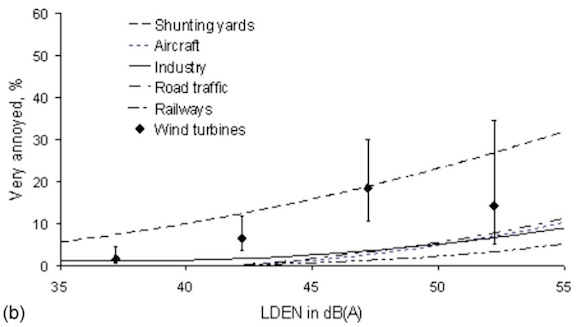 60
50
40
30
20
10
0
Very annoyed, %
Shunting yards
Aircraft
Industry
Road traffic
Railways
Wind turbines
35 40 45 50 55
(b) LDEN in dB(A)